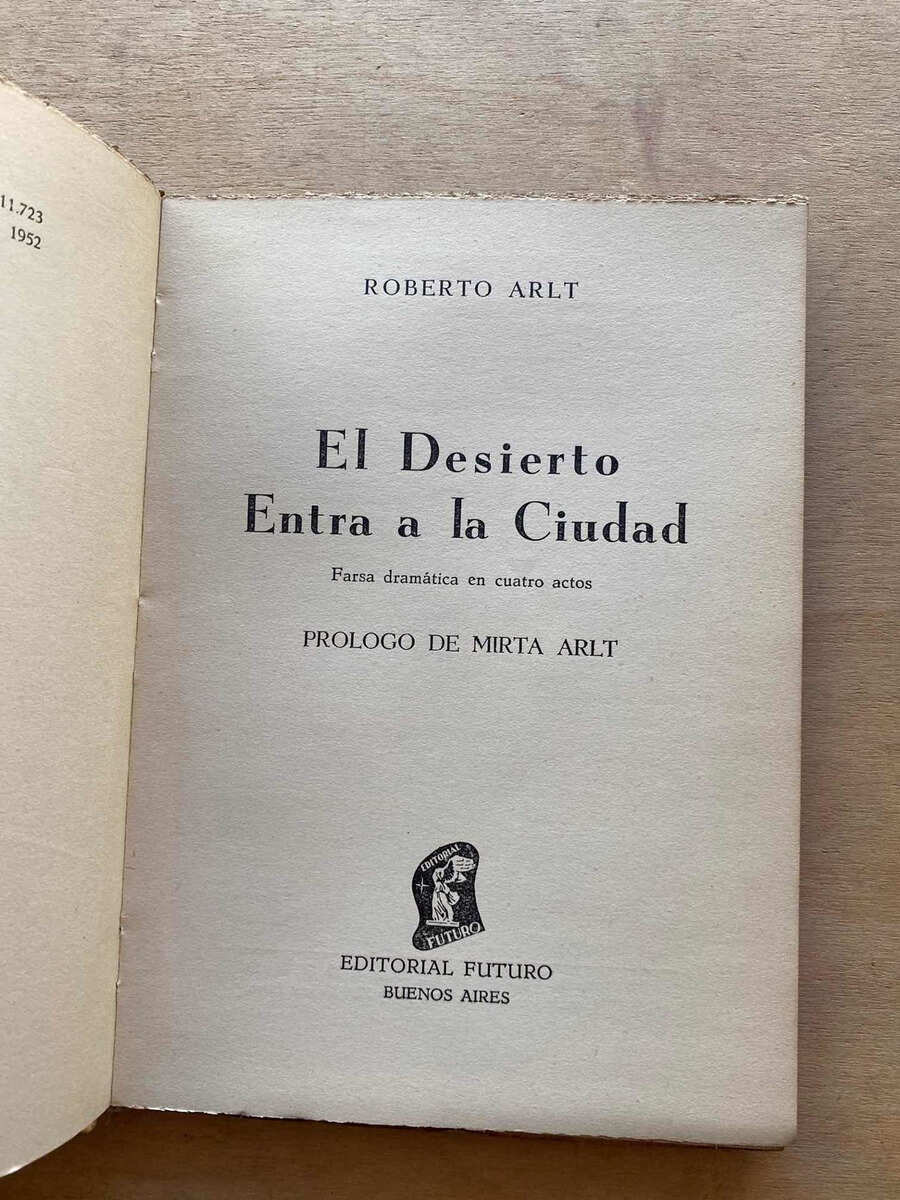 11.723
1952
ROBERTO ARLT
El Desierto
Entra a la Ciudad
Farsa dramática en cuatro actos
PROLOGO DE MIRTA ARLT
EDITORIAL
FUTURO
EDITORIAL FUTURO
BUENOS AIRES